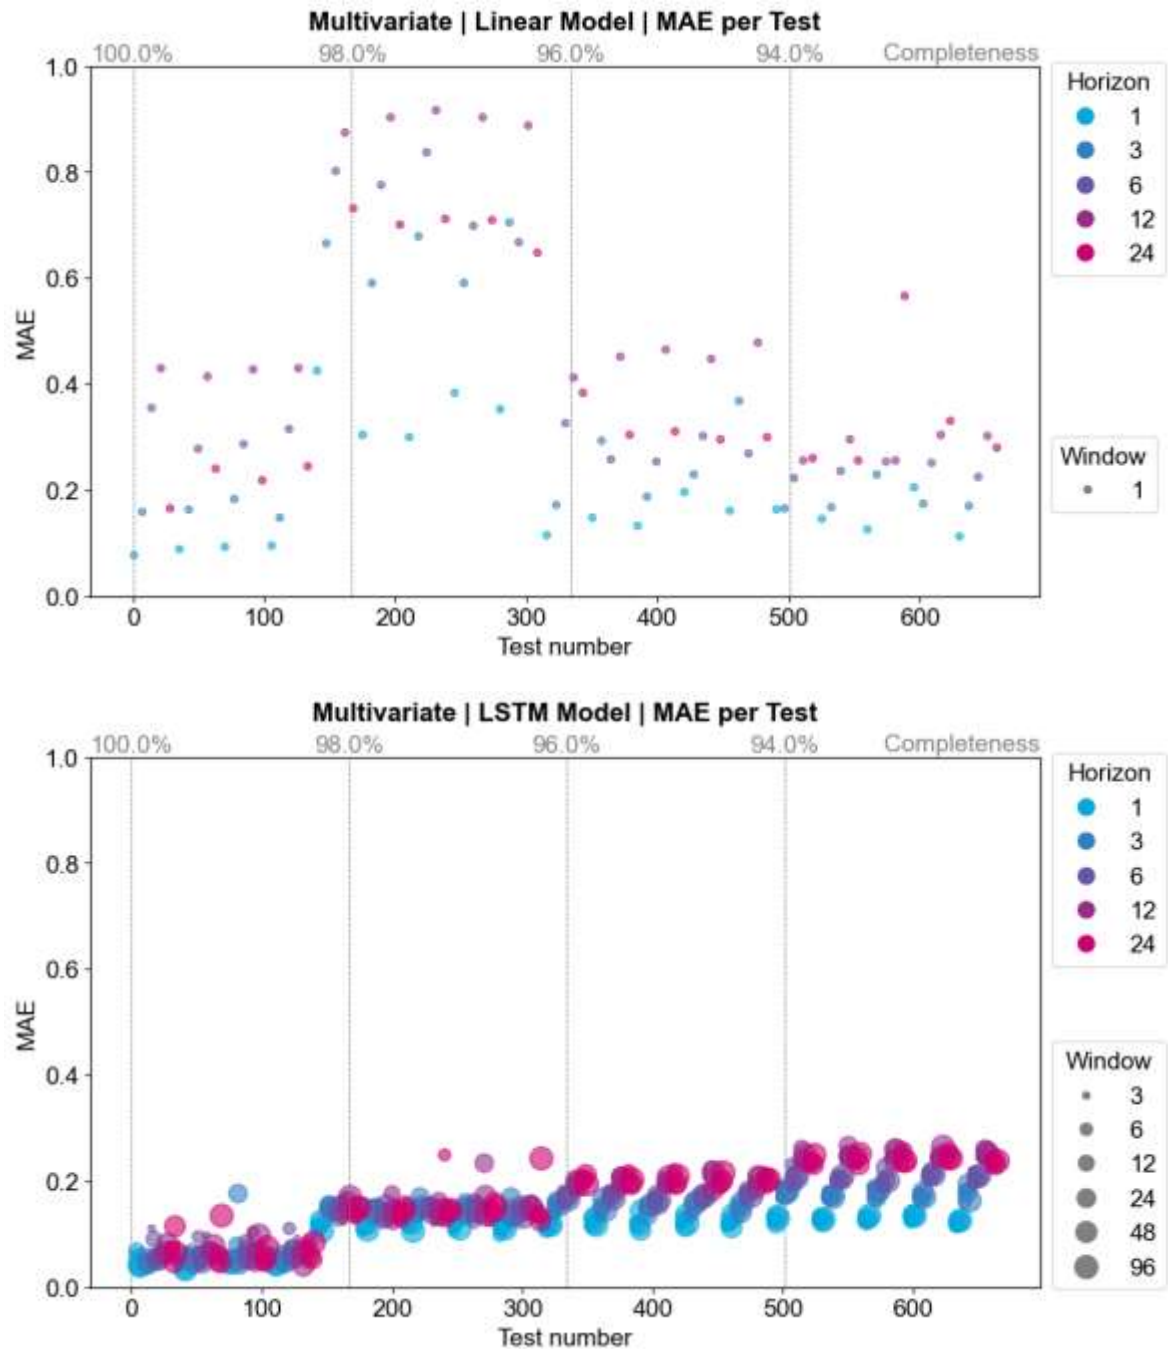 Multivariate | Linear Model | MAE per Test
100.0% 98.0% 96.0% 94.0% Completeness
1.0
0.8
0.6
0.4
0.2
0.0
MAE
0 100 200 300 400 500 600
Test number
Horizon
1
3
6
12
24
Window
1
Multivariate | LSTM Model | MAE per Test
100.0% 98.0% 96.0% 94.0% Completeness
1.0
0.8
0.6
0.4
0.2
0.0
MAE
0 100 200 300 400 500 600
Test number
Horizon
1
3
6
12
24
Window
3
6
12
24
48
96